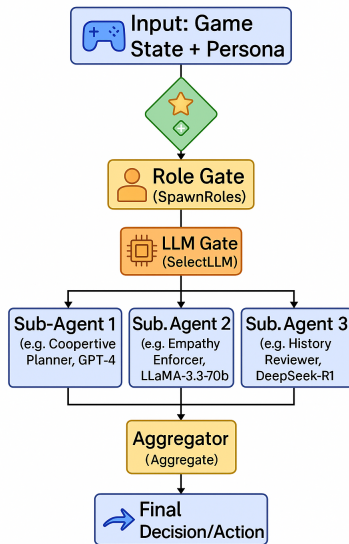 Input: Game
State + Persona
Role Gate
(SpawnRoles)
LLM Gate
(SelectLLM)
Sub-Agent 1
(e.g. Coopertive
Planner, GPT-4
Sub. Agent 2
(e.g. Empathy
Enforcer,
LLaMA-3.3-70b
Sub. Agent 3
(e.g. History
Reviewer,
DeepSeek-R1
Aggregator
(Aggregate)
Final
Decision/Action